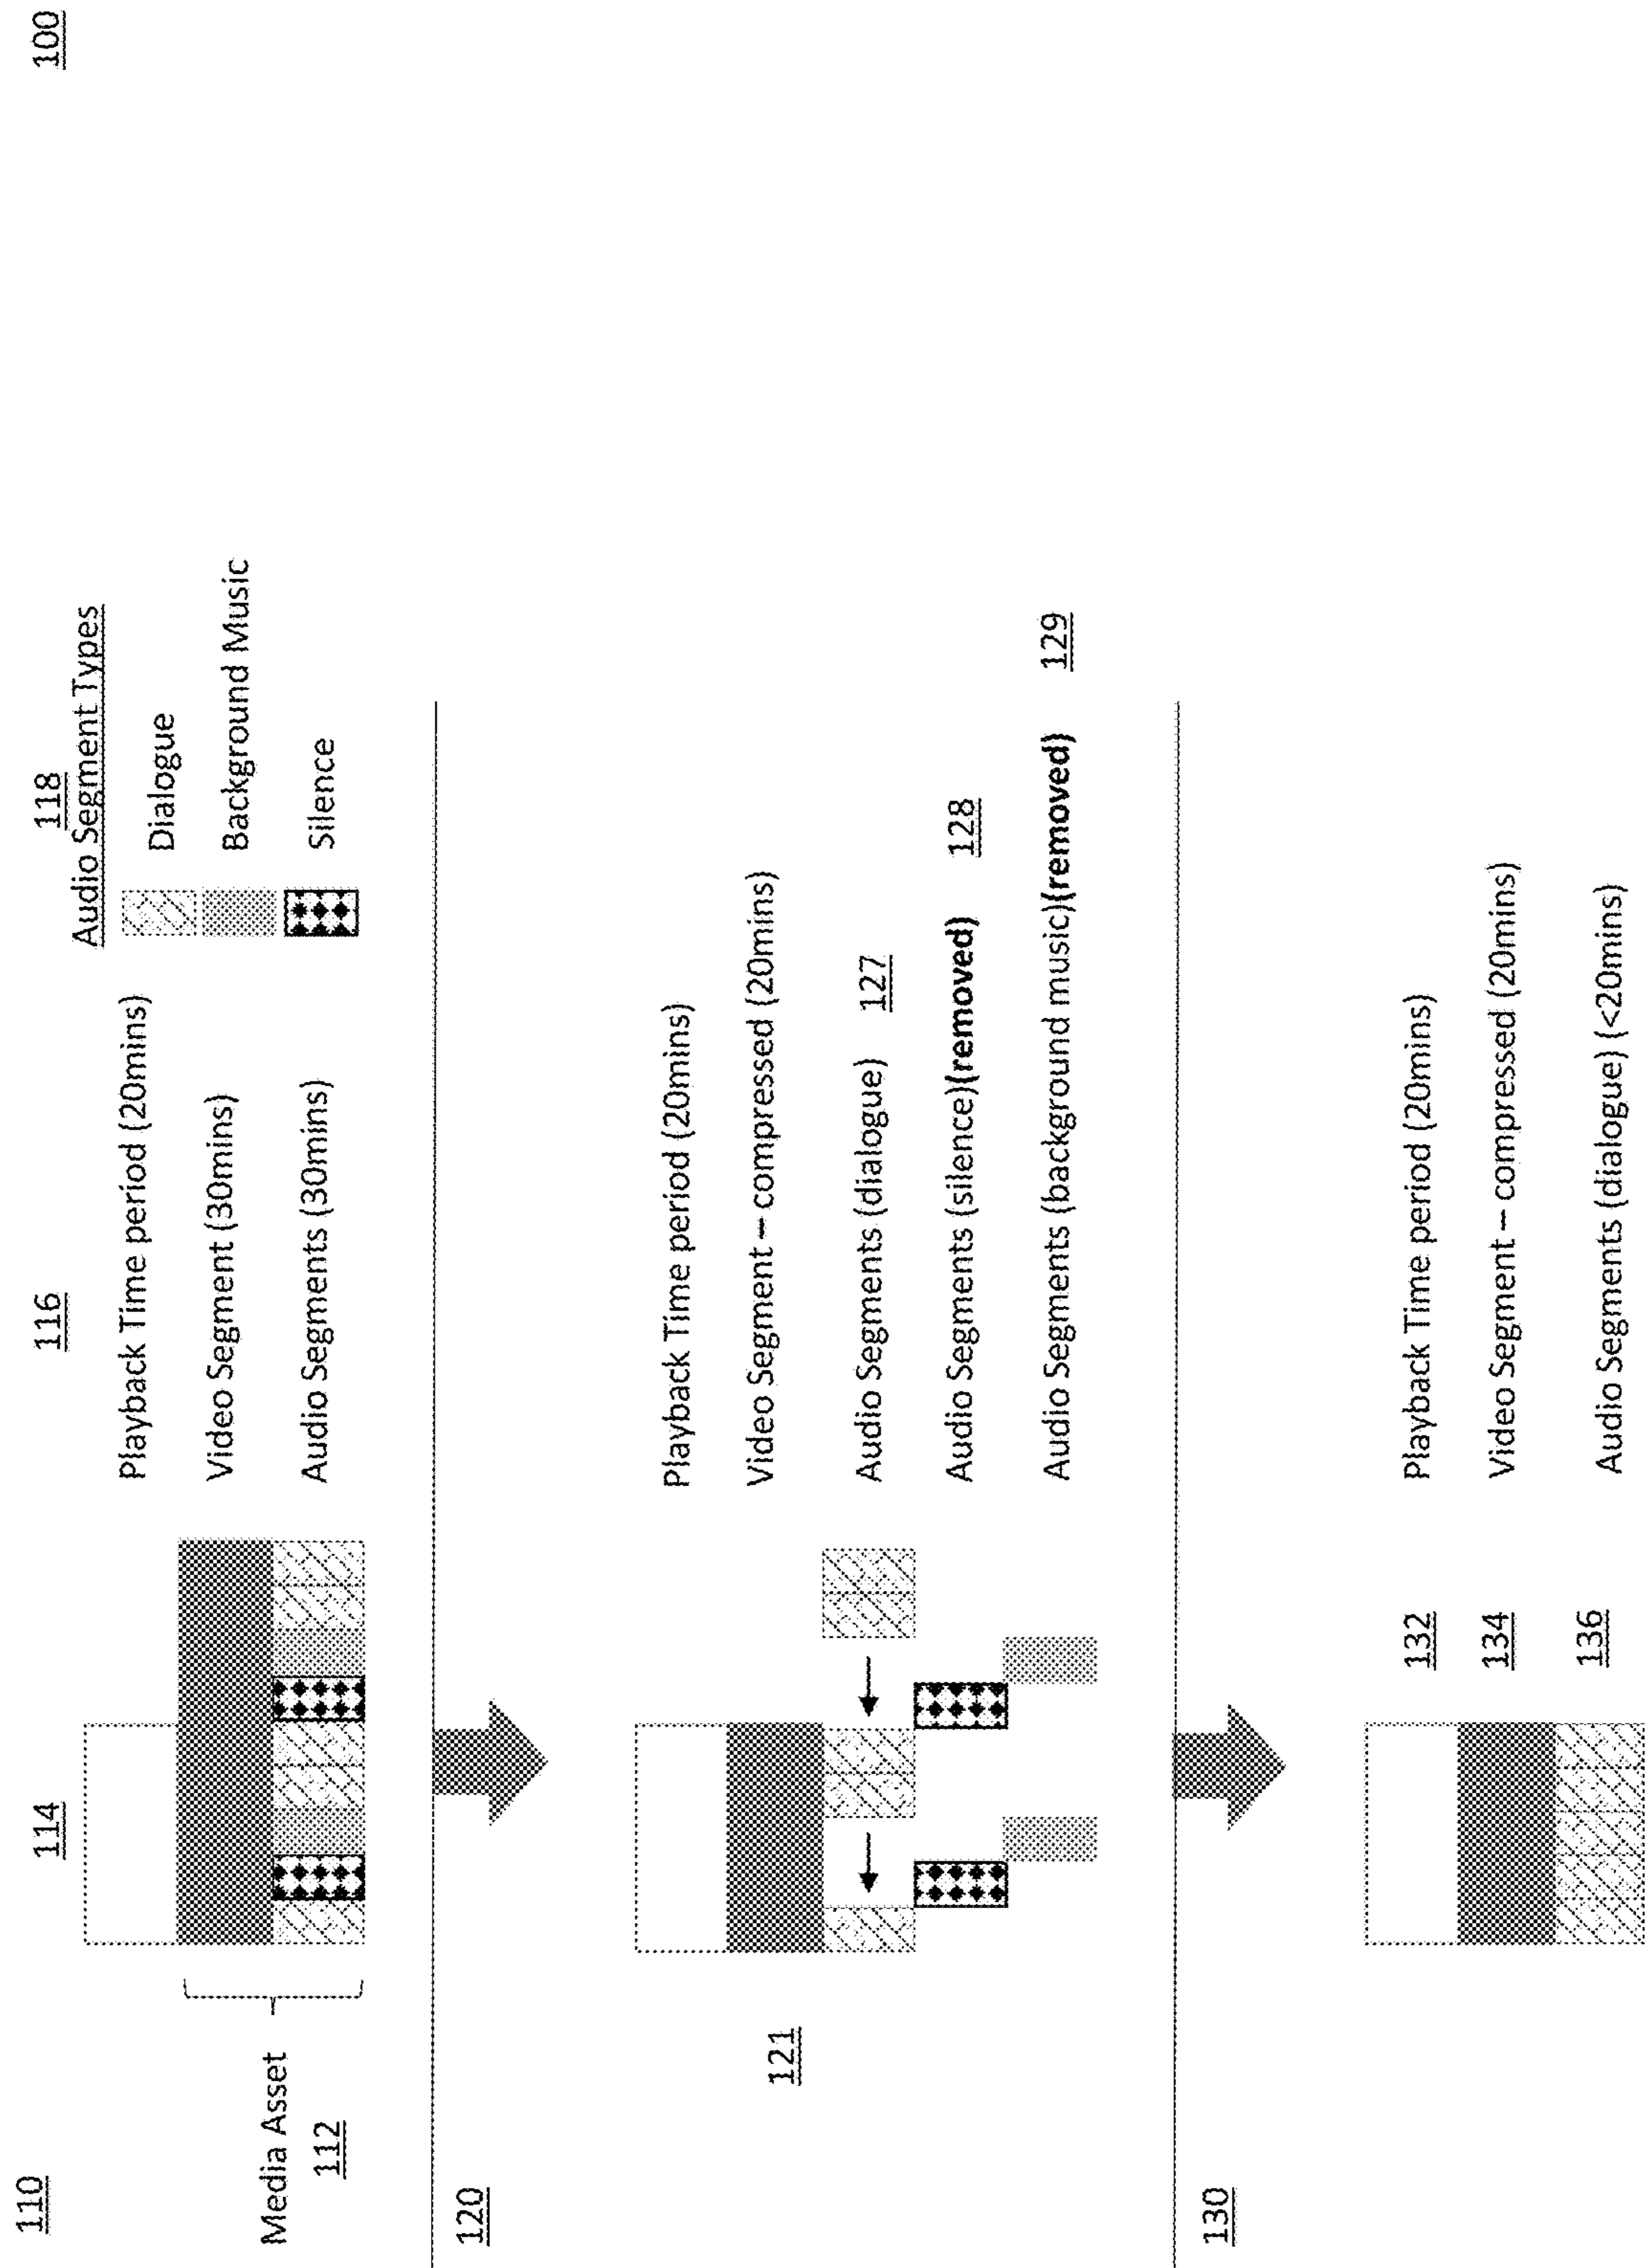 100
110
114
116
118
Audio Segment Types
Playback Time period (20mins)
Dialogue
Video Segment (30mins)
Background Music
Media Asset
Audio Segments (30mins)
Silence
112
120
Playback Time period (20mins)
121
Video Segment – compressed (20mins)
Audio Segments (dialogue) 127
Audio Segments (silence)(removed) 128
Audio Segments (background music)(removed) 129
130
132 Playback Time period (20mins)
134 Video Segment – compressed (20mins)
136 Audio Segments (dialogue) (<20mins)